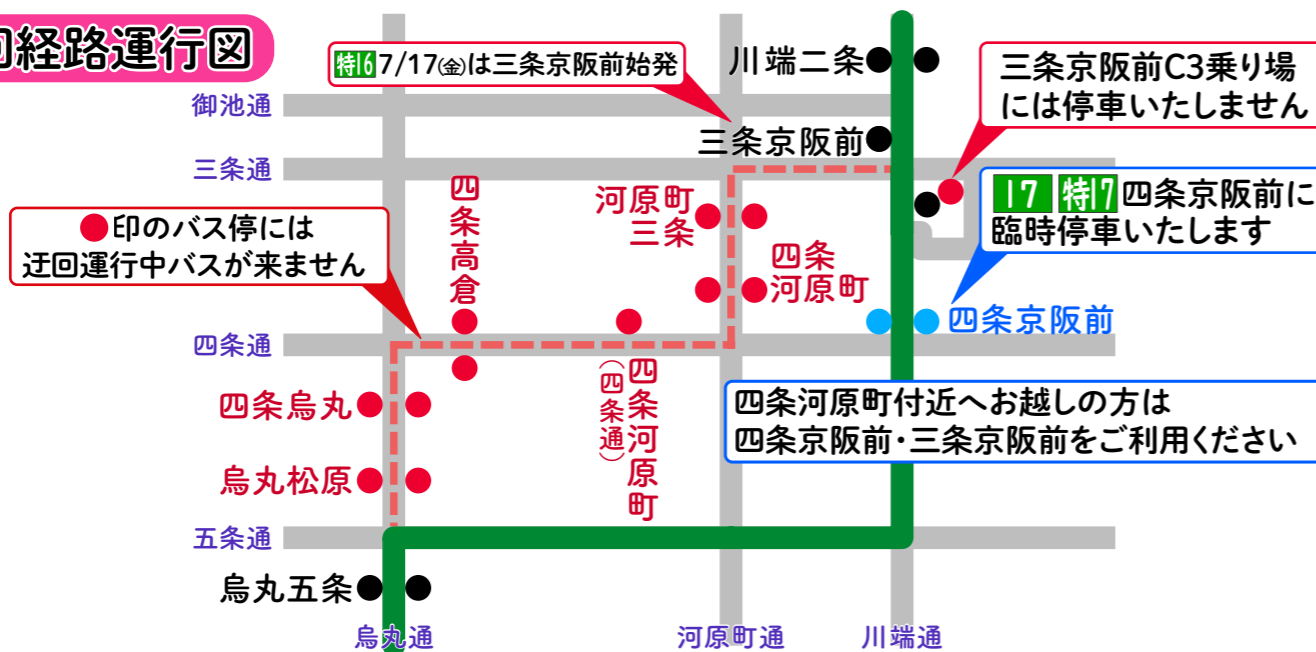 回経路運行図
特16 7/17(金)は三条京阪前始発
川端二条
三条京阪前C3乗り場
には停車いたしません
御池通
三条京阪前
三条通
四条高倉
河原町
三条
17 特17 四条京阪前に
臨時停車いたします
●印のバス停には
迂回運行中バスが来ません
四条
河原町
四条京阪前
四条通
四条河原町
(四条通)
四条烏丸
四条河原町付近へお越しの方は
四条京阪前・三条京阪前をご利用ください
烏丸松原
五条通
烏丸五条
烏丸通
河原町通
川端通